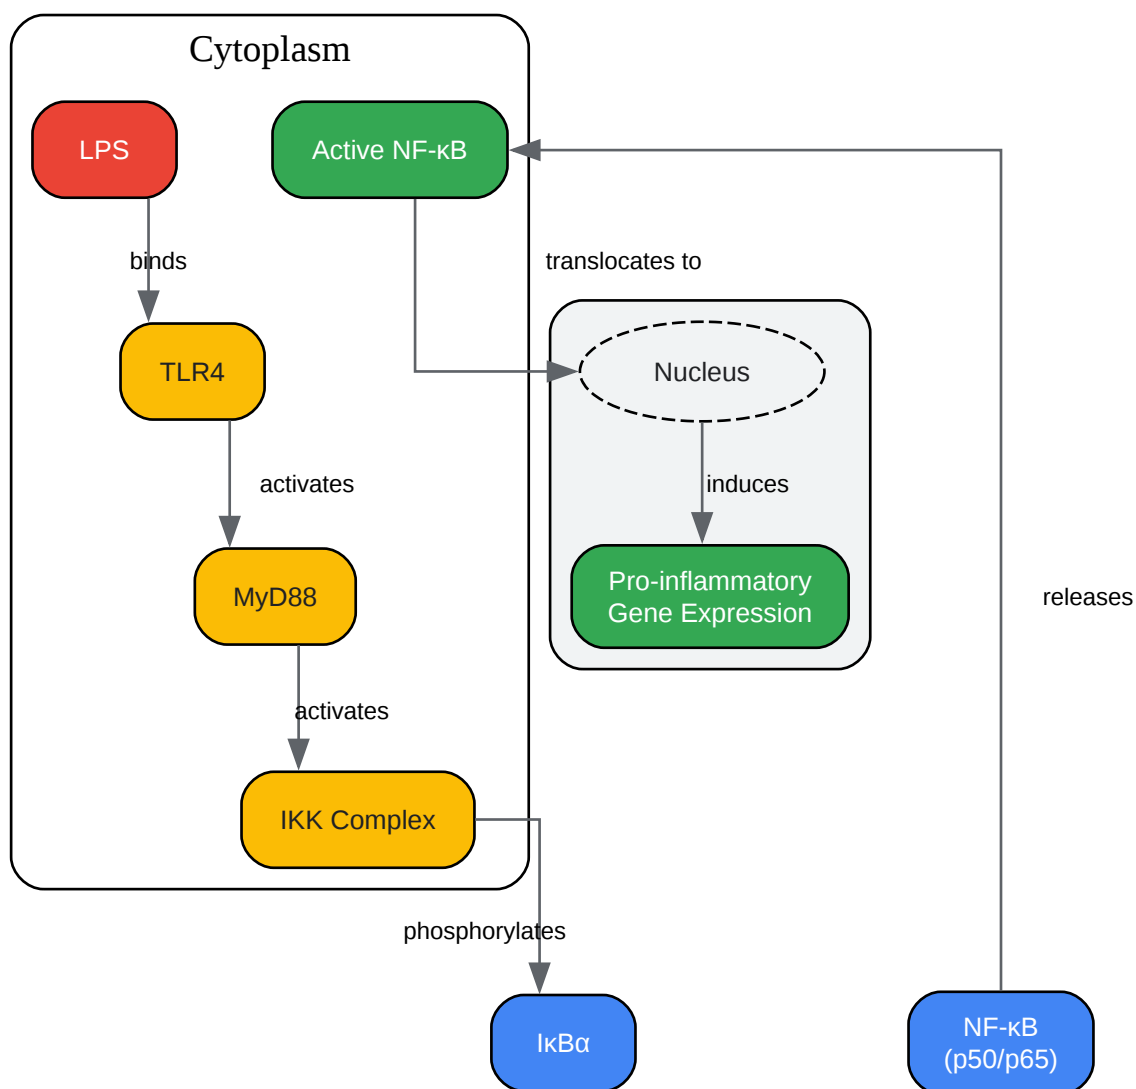 Cytoplasm
LPS
Active NF-κB
binds
translocates to
TLR4
Nucleus
activates
induces
MyD88
Pro-inflammatory
Gene Expression
releases
activates
IKK Complex
phosphorylates
IκBα
NF-κB
(p50/p65)